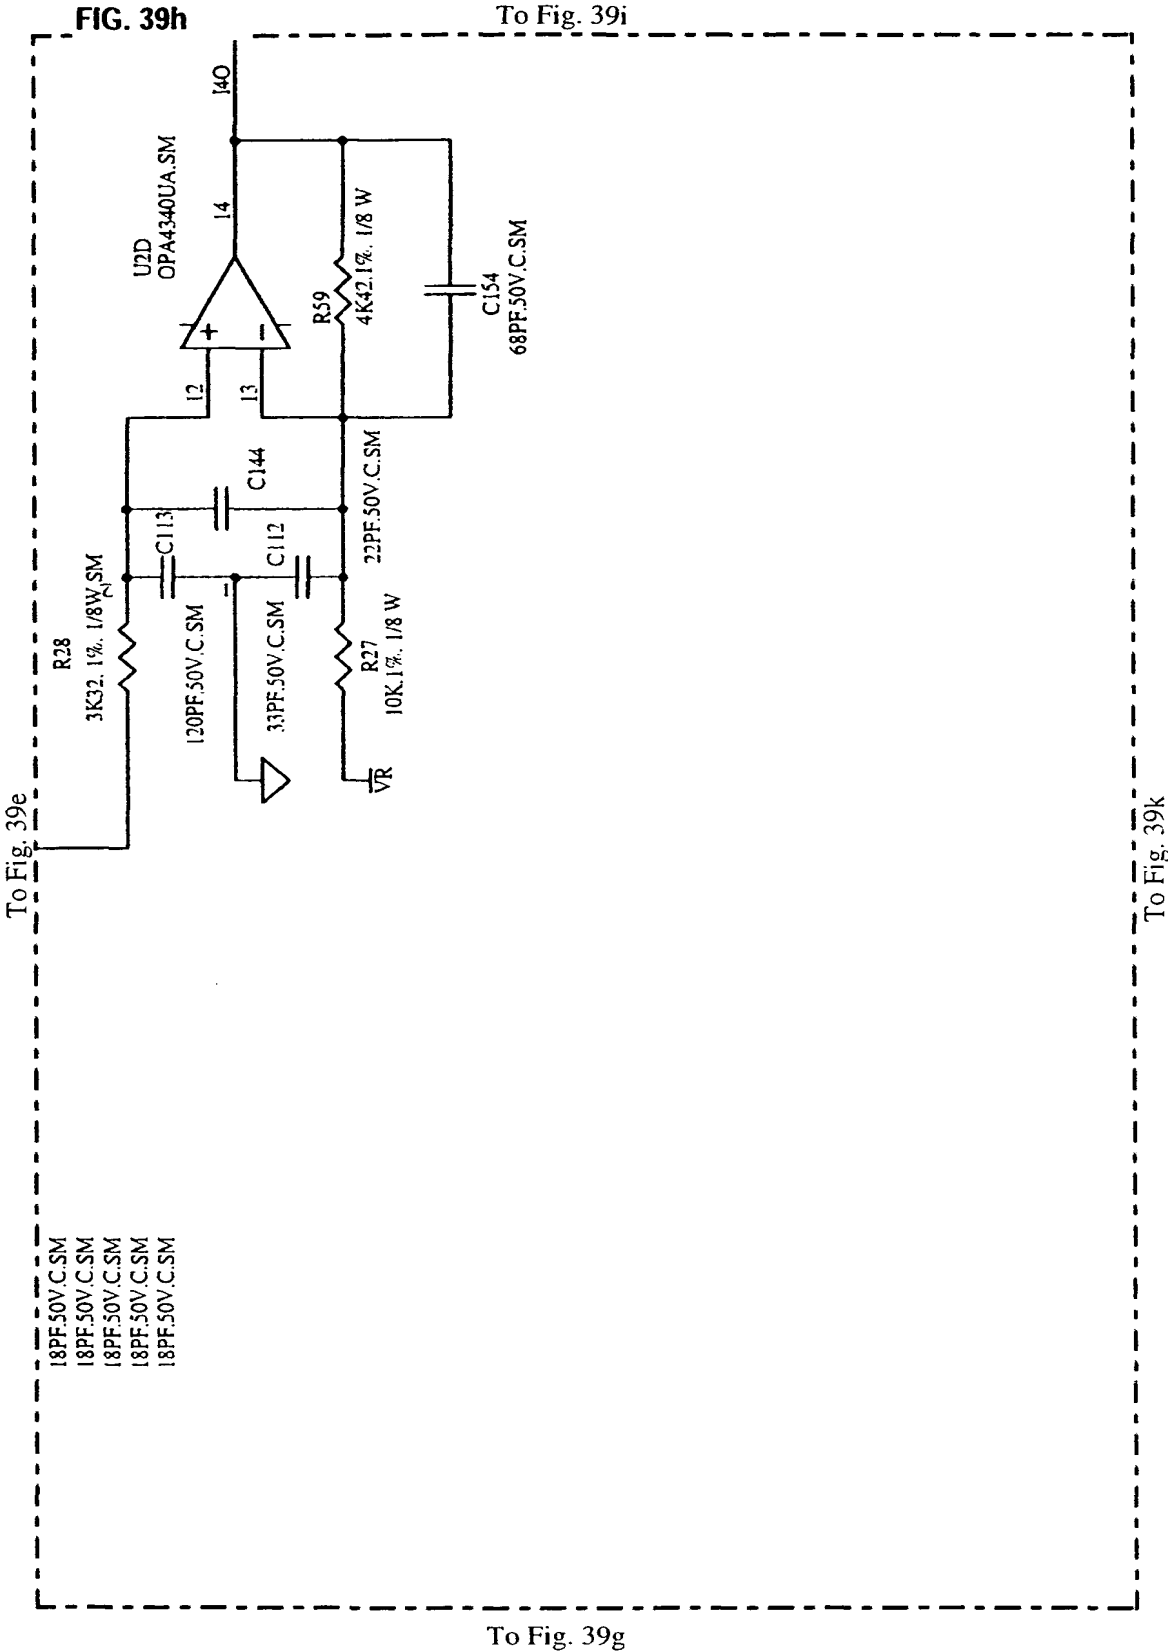 FIG. 39h
To Fig. 39i
I4O
U2D
OPA4340UA.SM
14
12
13
R59
4K42.1%. 1/8 W
C154
68PF.50V.C.SM
C144
22PF.50V.C.SM
C113
120PF.50V.C.SM
1
2
C112
33PF.50V.C.SM
R28
3K32. 1%. 1/8W,SM
R27
10K.1%. 1/8 W
VR
To Fig. 39e
To Fig. 39k
18PF.50V.C.SM
18PF.50V.C.SM
18PF.50V.C.SM
18PF.50V.C.SM
18PF.50V.C.SM
To Fig. 39g